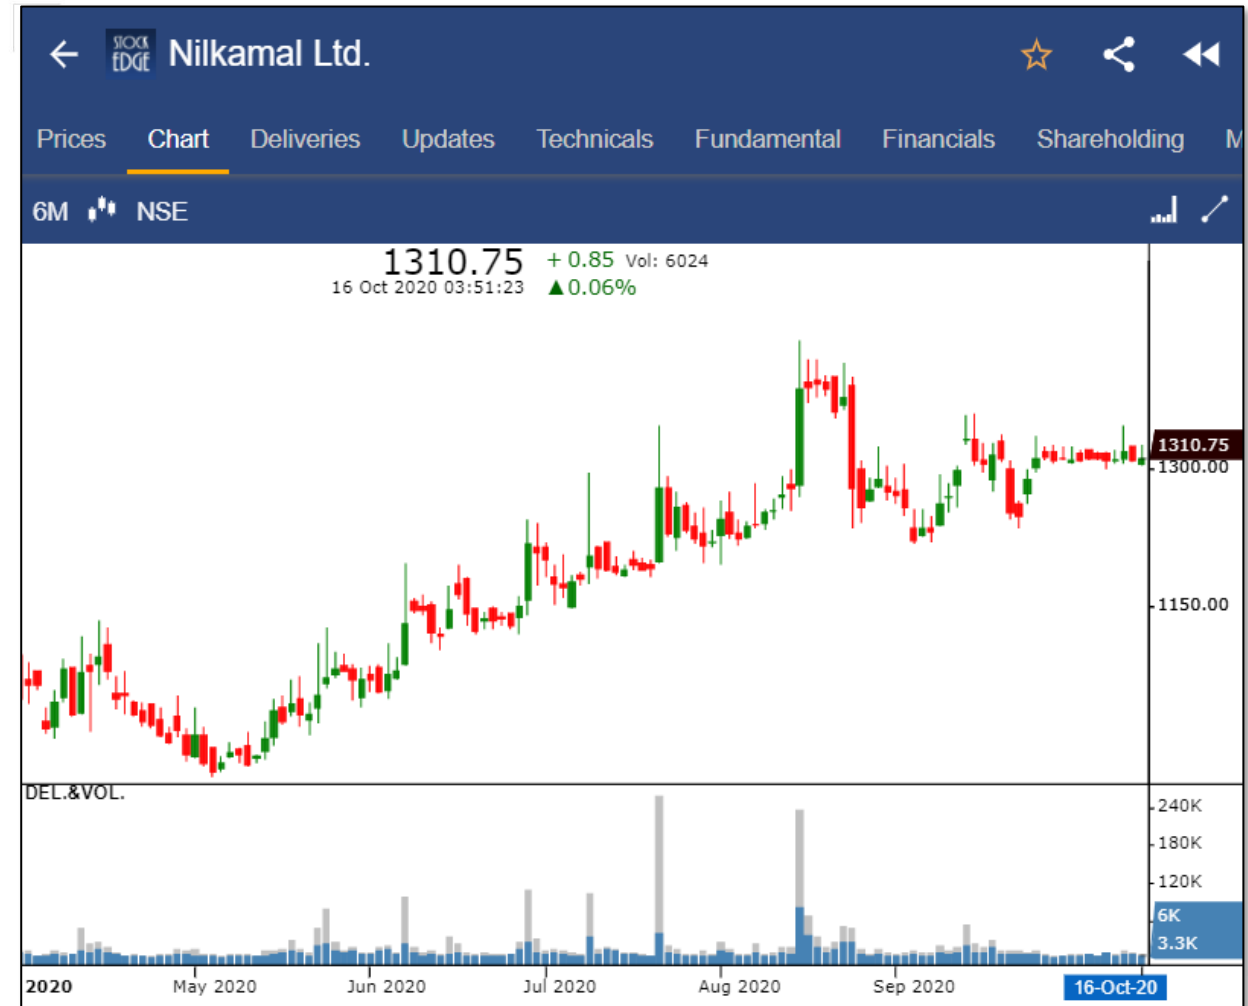 STOCK EDGE Nilkamal Ltd.
Prices Chart Deliveries Updates Technicals Fundamental Financials Shareholding M
6M NSE
1310.75 + 0.85 Vol: 6024
16 Oct 2020 03:51:23 ▲0.06%
1310.75
1300.00
1150.00
DEL.&VOL.
240K
180K
120K
6K
3.3K
2020 May 2020 Jun 2020 Jul 2020 Aug 2020 Sep 2020 16-Oct-20